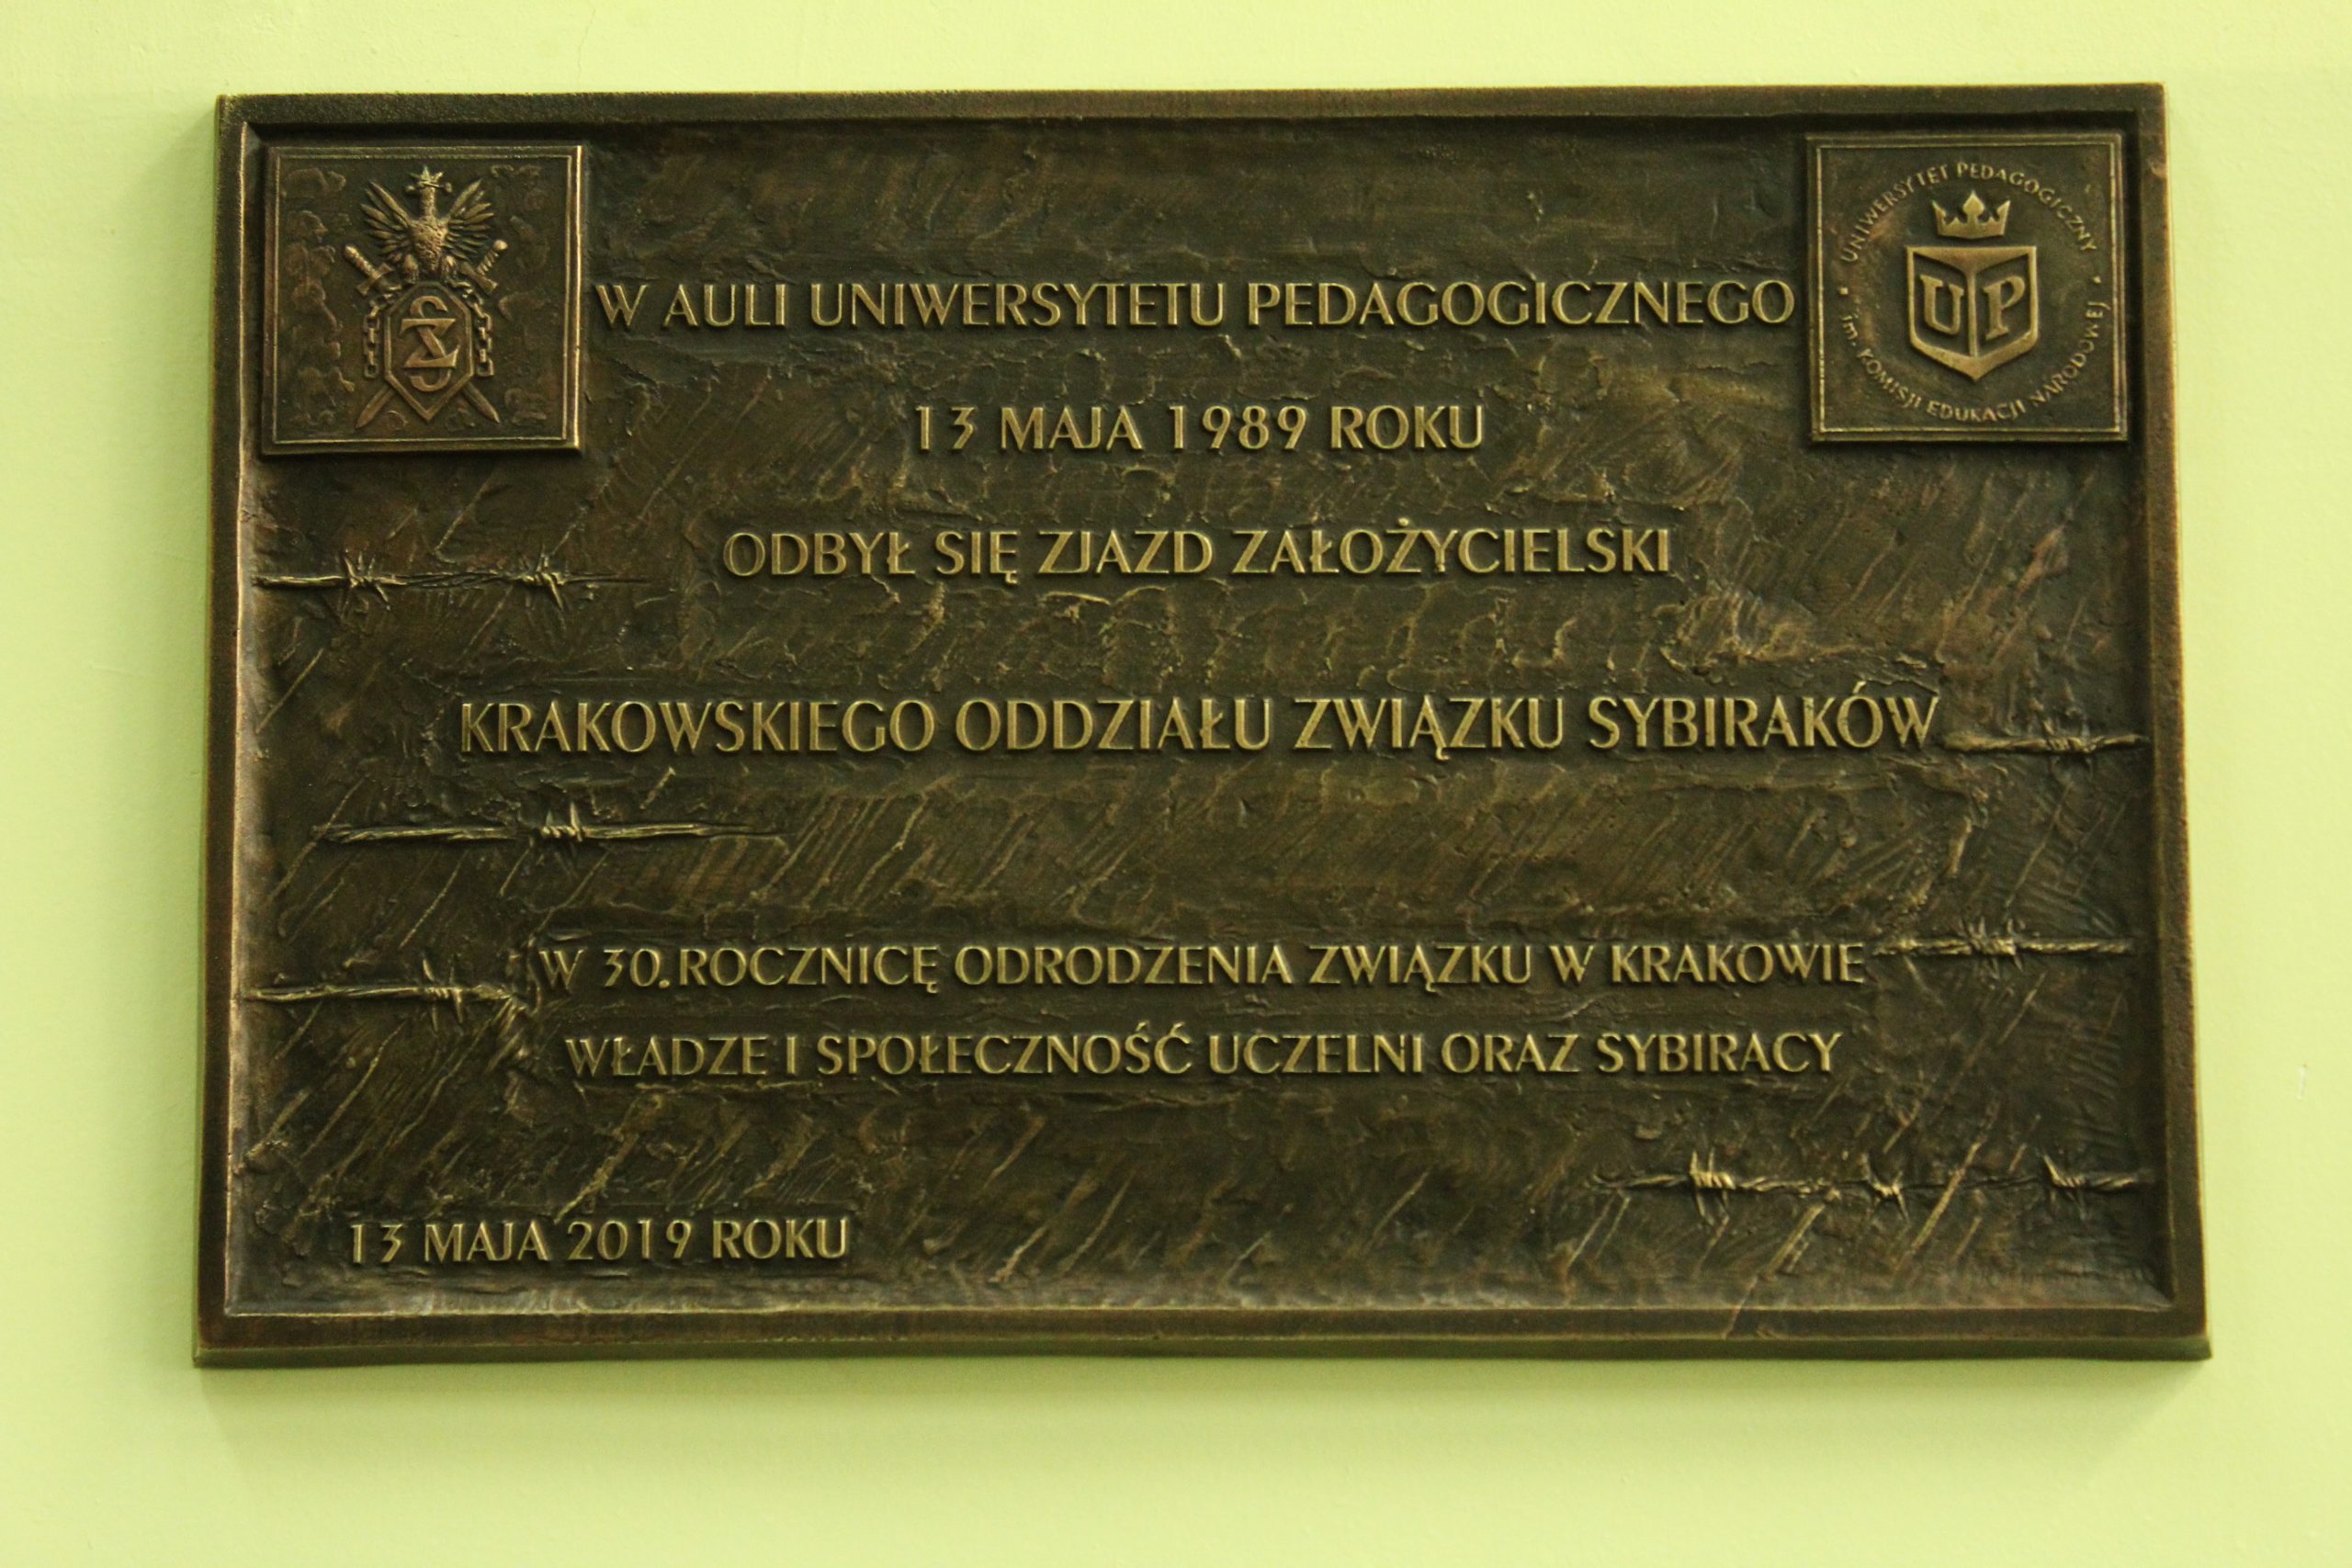 W AULI UNIWERSYTETU PEDAGOGICZNEGO
13 MAJA 1989 ROKU
ODBYŁ SIĘ ZJAZD ZAŁOŻYCIELSKI
KRAKOWSKIEGO ODDZIAŁU ZWIĄZKU SYBIRAKÓW
W 30. ROCZNICĘ ODRODZENIA ZWIĄZKU W KRAKOWIE
WŁADZE I SPOŁECZNOŚĆ UCZELNI ORAZ SYBIRACY
13 MAJA 2019 ROKU
ZS
UNIWERSYTET PEDAGOGICZNY
UP
im. KOMISJI EDUKACJI NARODOWEJ